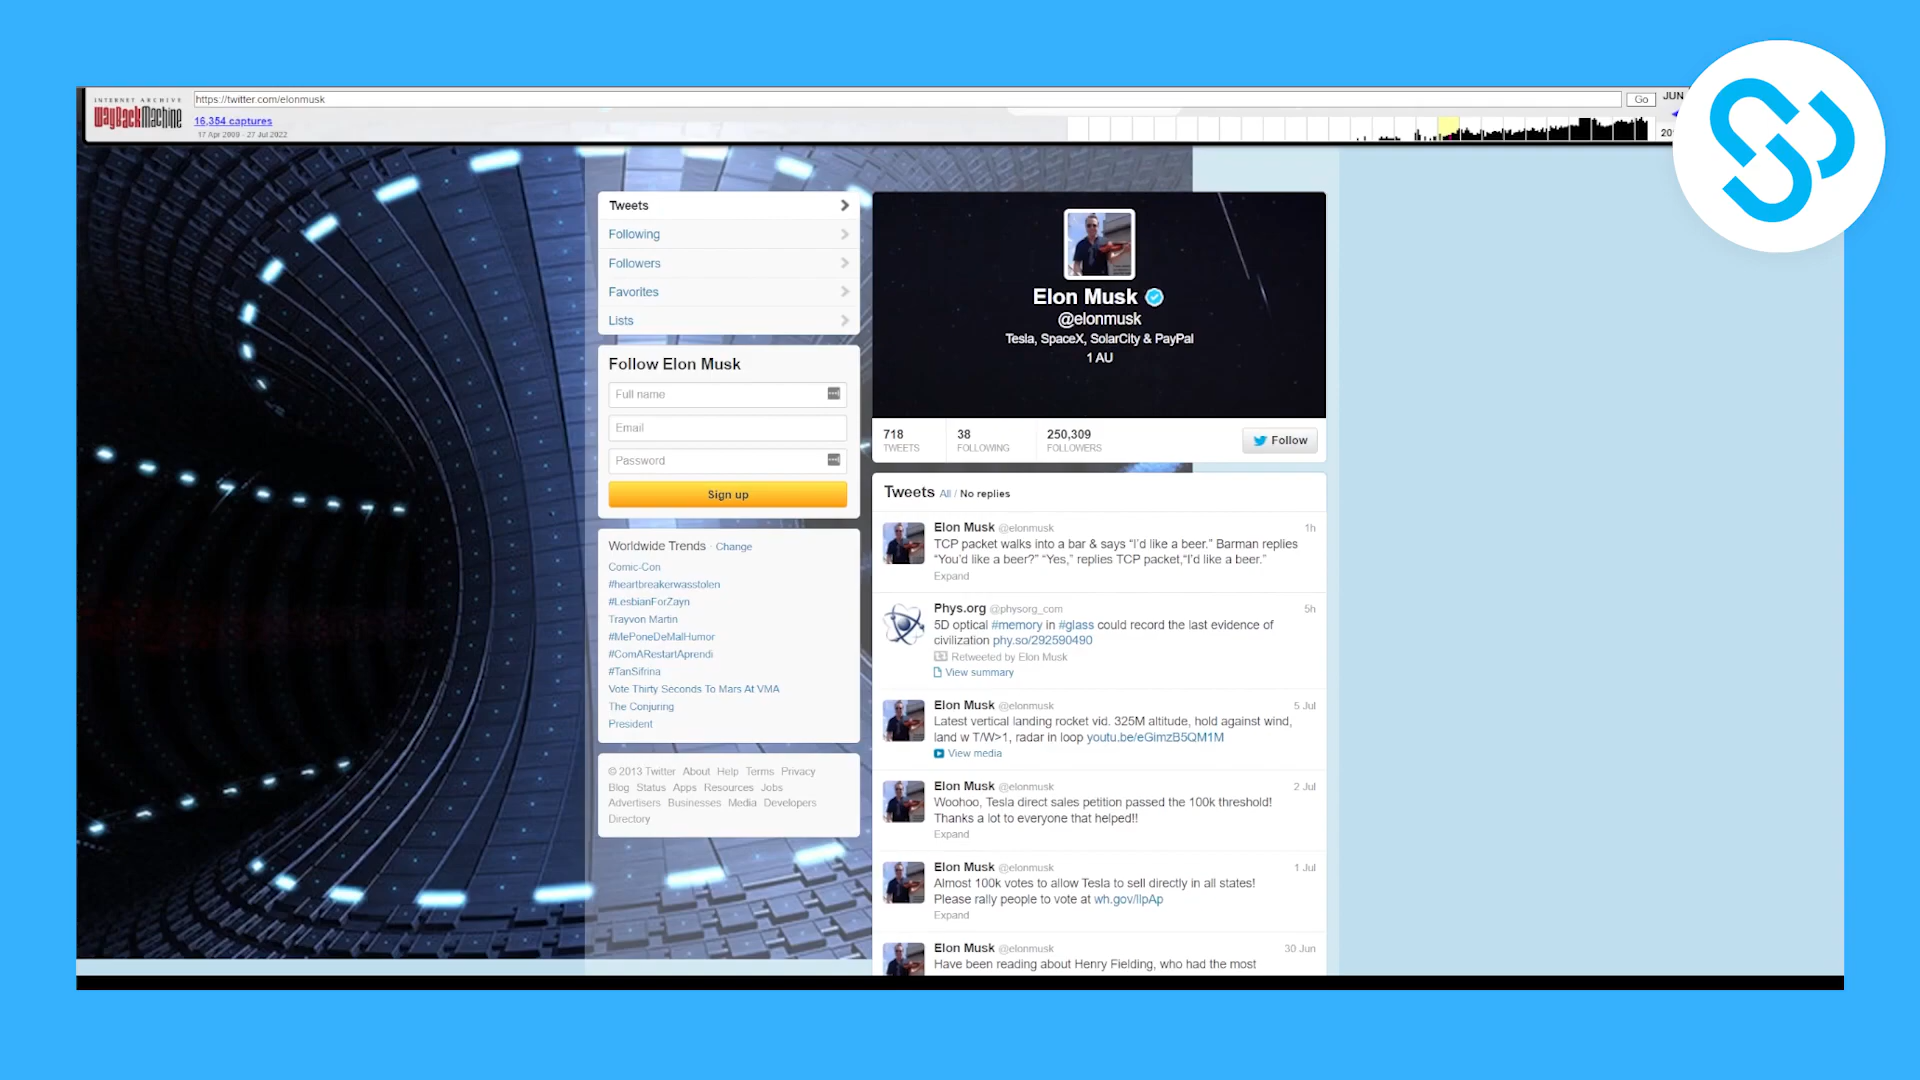 INTERNET ARCHIVE
WayBackMachine
https://twitter.com/elonmusk
Go
JUN
16,354 captures
17 Apr 2009 - 27 Jul 2022
Tweets
Following
Followers
Favorites
Lists
Follow Elon Musk
Full name
Email
Password
Sign up
Worldwide Trends · Change
Comic-Con
#heartbreakerwasstolen
#LesbianForZayn
Trayvon Martin
#MePoneDeMalHumor
#ComARestartAprendi
#TanSifrina
Vote Thirty Seconds To Mars At VMA
The Conjuring
President
© 2013 Twitter About Help Terms Privacy
Blog Status Apps Resources Jobs
Advertisers Businesses Media Developers
Directory
Elon Musk
@elonmusk
Tesla, SpaceX, SolarCity & PayPal
1 AU
718 38 250,309
TWEETS FOLLOWING FOLLOWERS
Follow
Tweets All / No replies
Elon Musk @elonmusk 1h
TCP packet walks into a bar & says “I’d like a beer.” Barman replies
“You’d like a beer?” “Yes,” replies TCP packet,“I’d like a beer.”
Expand
Phys.org @physorg_com 5h
5D optical #memory in #glass could record the last evidence of
civilization phy.so/292590490
Retweeted by Elon Musk
View summary
Elon Musk @elonmusk 5 Jul
Latest vertical landing rocket vid. 325M altitude, hold against wind,
land w T/W>1, radar in loop youtu.be/eGimzB5QM1M
View media
Elon Musk @elonmusk 2 Jul
Woohoo, Tesla direct sales petition passed the 100k threshold!
Thanks a lot to everyone that helped!!
Expand
Elon Musk @elonmusk 1 Jul
Almost 100k votes to allow Tesla to sell directly in all states!
Please rally people to vote at wh.gov/lIpAp
Expand
Elon Musk @elonmusk 30 Jun
Have been reading about Henry Fielding, who had the most